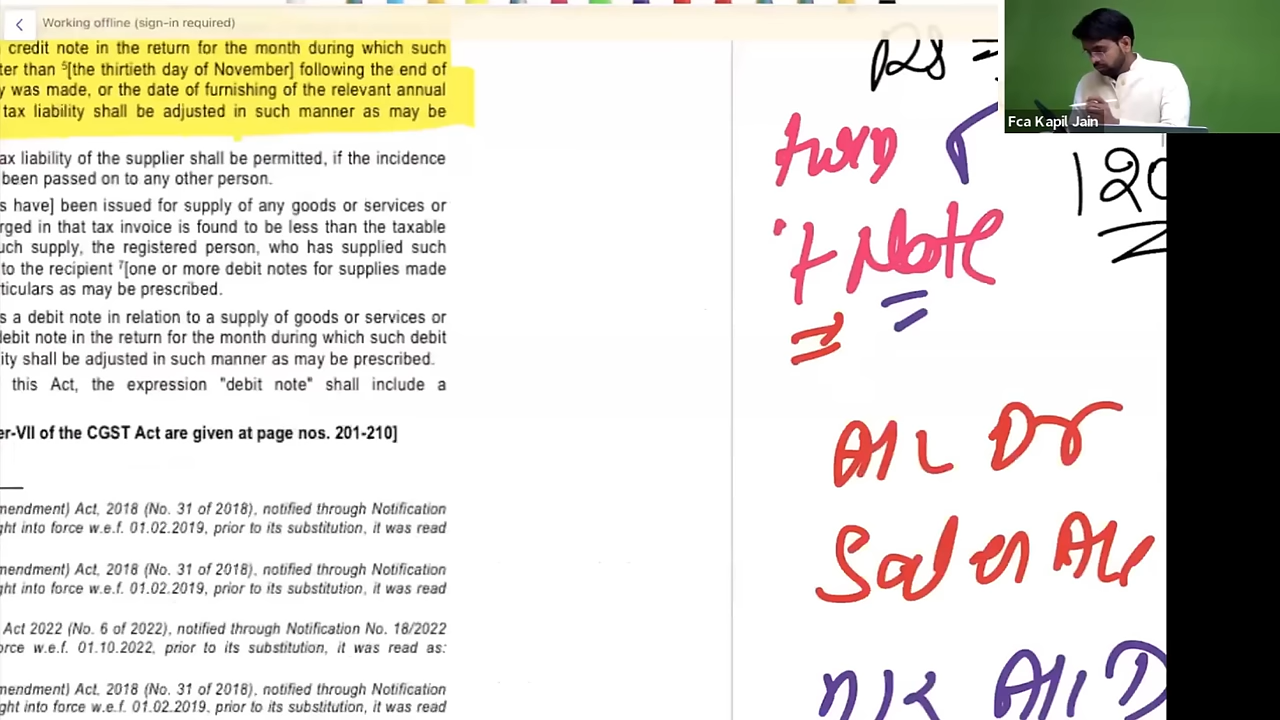 Working offline (sign-in required)
credit note in the return for the month during which such
ter than ⁵[the thirtieth day of November] following the end of
y was made, or the date of furnishing of the relevant annual
tax liability shall be adjusted in such manner as may be
ax liability of the supplier shall be permitted, if the incidence
been passed on to any other person.
s have] been issued for supply of any goods or services or
rged in that tax invoice is found to be less than the taxable
uch supply, the registered person, who has supplied such
to the recipient ⁷[one or more debit notes for supplies made
ticulars as may be prescribed.
s a debit note in relation to a supply of goods or services or
debit note in the return for the month during which such debit
ity shall be adjusted in such manner as may be prescribed.
this Act, the expression "debit note" shall include a
er-VII of the CGST Act are given at page nos. 201-210]
mendment) Act, 2018 (No. 31 of 2018), notified through Notification
ght into force w.e.f. 01.02.2019, prior to its substitution, it was read
mendment) Act, 2018 (No. 31 of 2018), notified through Notification
ght into force w.e.f. 01.02.2019, prior to its substitution, it was read
Act 2022 (No. 6 of 2022), notified through Notification No. 18/2022
orce w.e.f. 01.10.2022, prior to its substitution, it was read as:
mendment) Act, 2018 (No. 31 of 2018), notified through Notification
ght into force w.e.f. 01.02.2019, prior to its substitution, it was read
Fca Kapil Jain
120
t Note
A/c Dr
Sales A/c